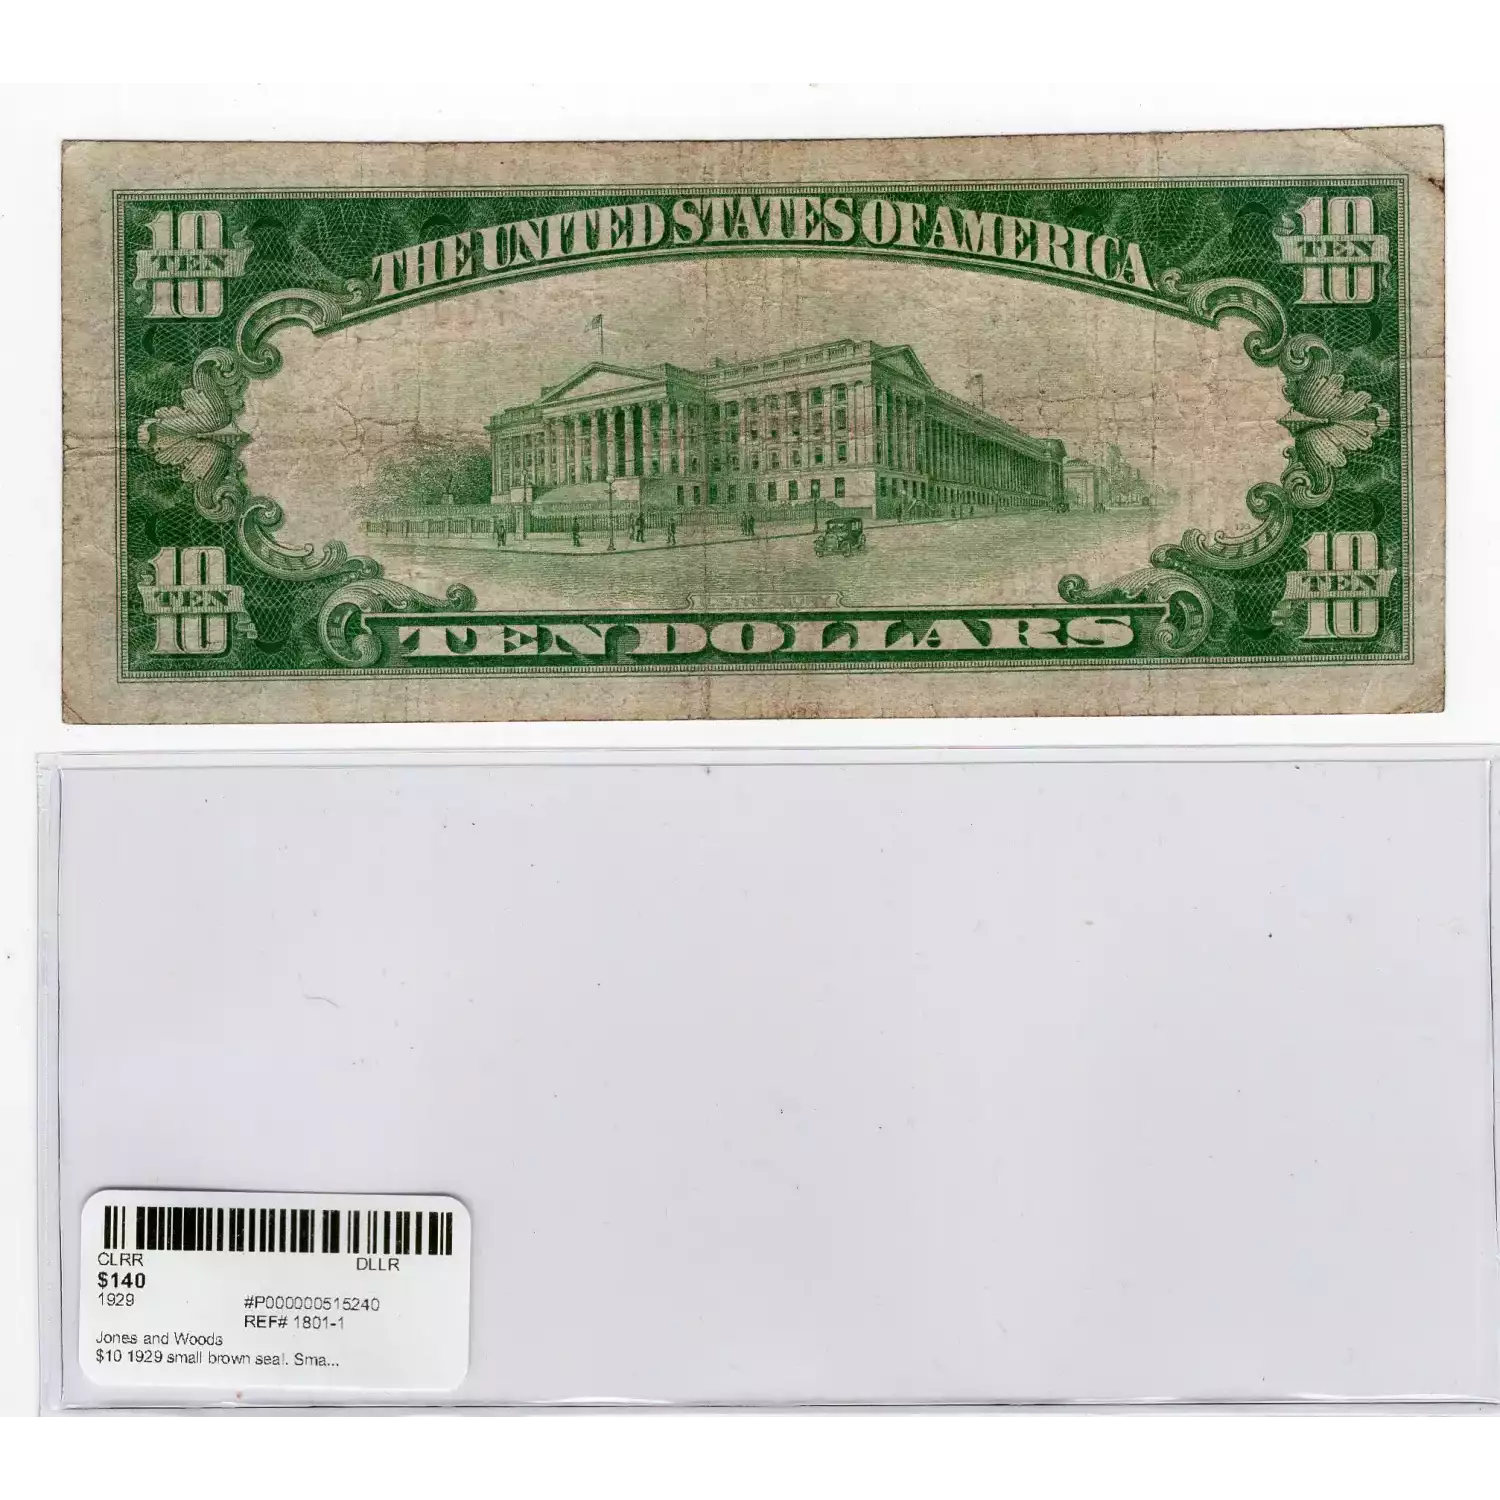 10
TEN
10
THE UNITED STATES OF AMERICA
10
TEN
10
10
TEN
10
TEN DOLLARS
10
TEN
10
CLRR
DLLR
$140
1929
#P000000515240
REF# 1801-1
Jones and Woods
$10 1929 small brown seal. Sma...